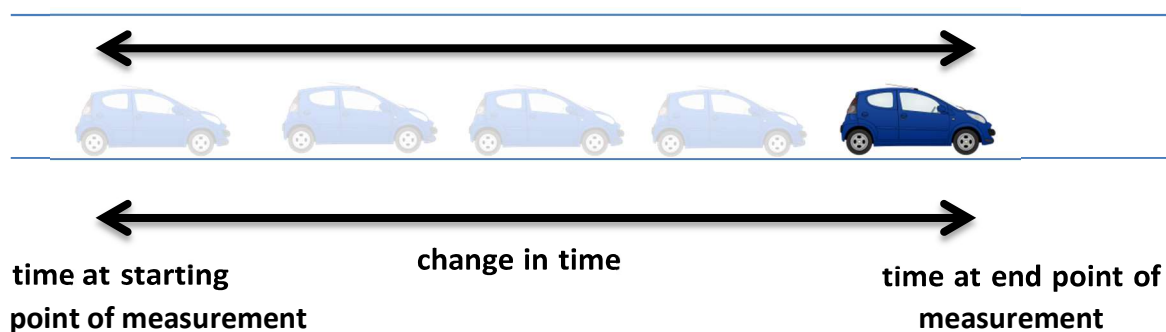 change in time
time at starting
point of measurement
time at end point of
measurement